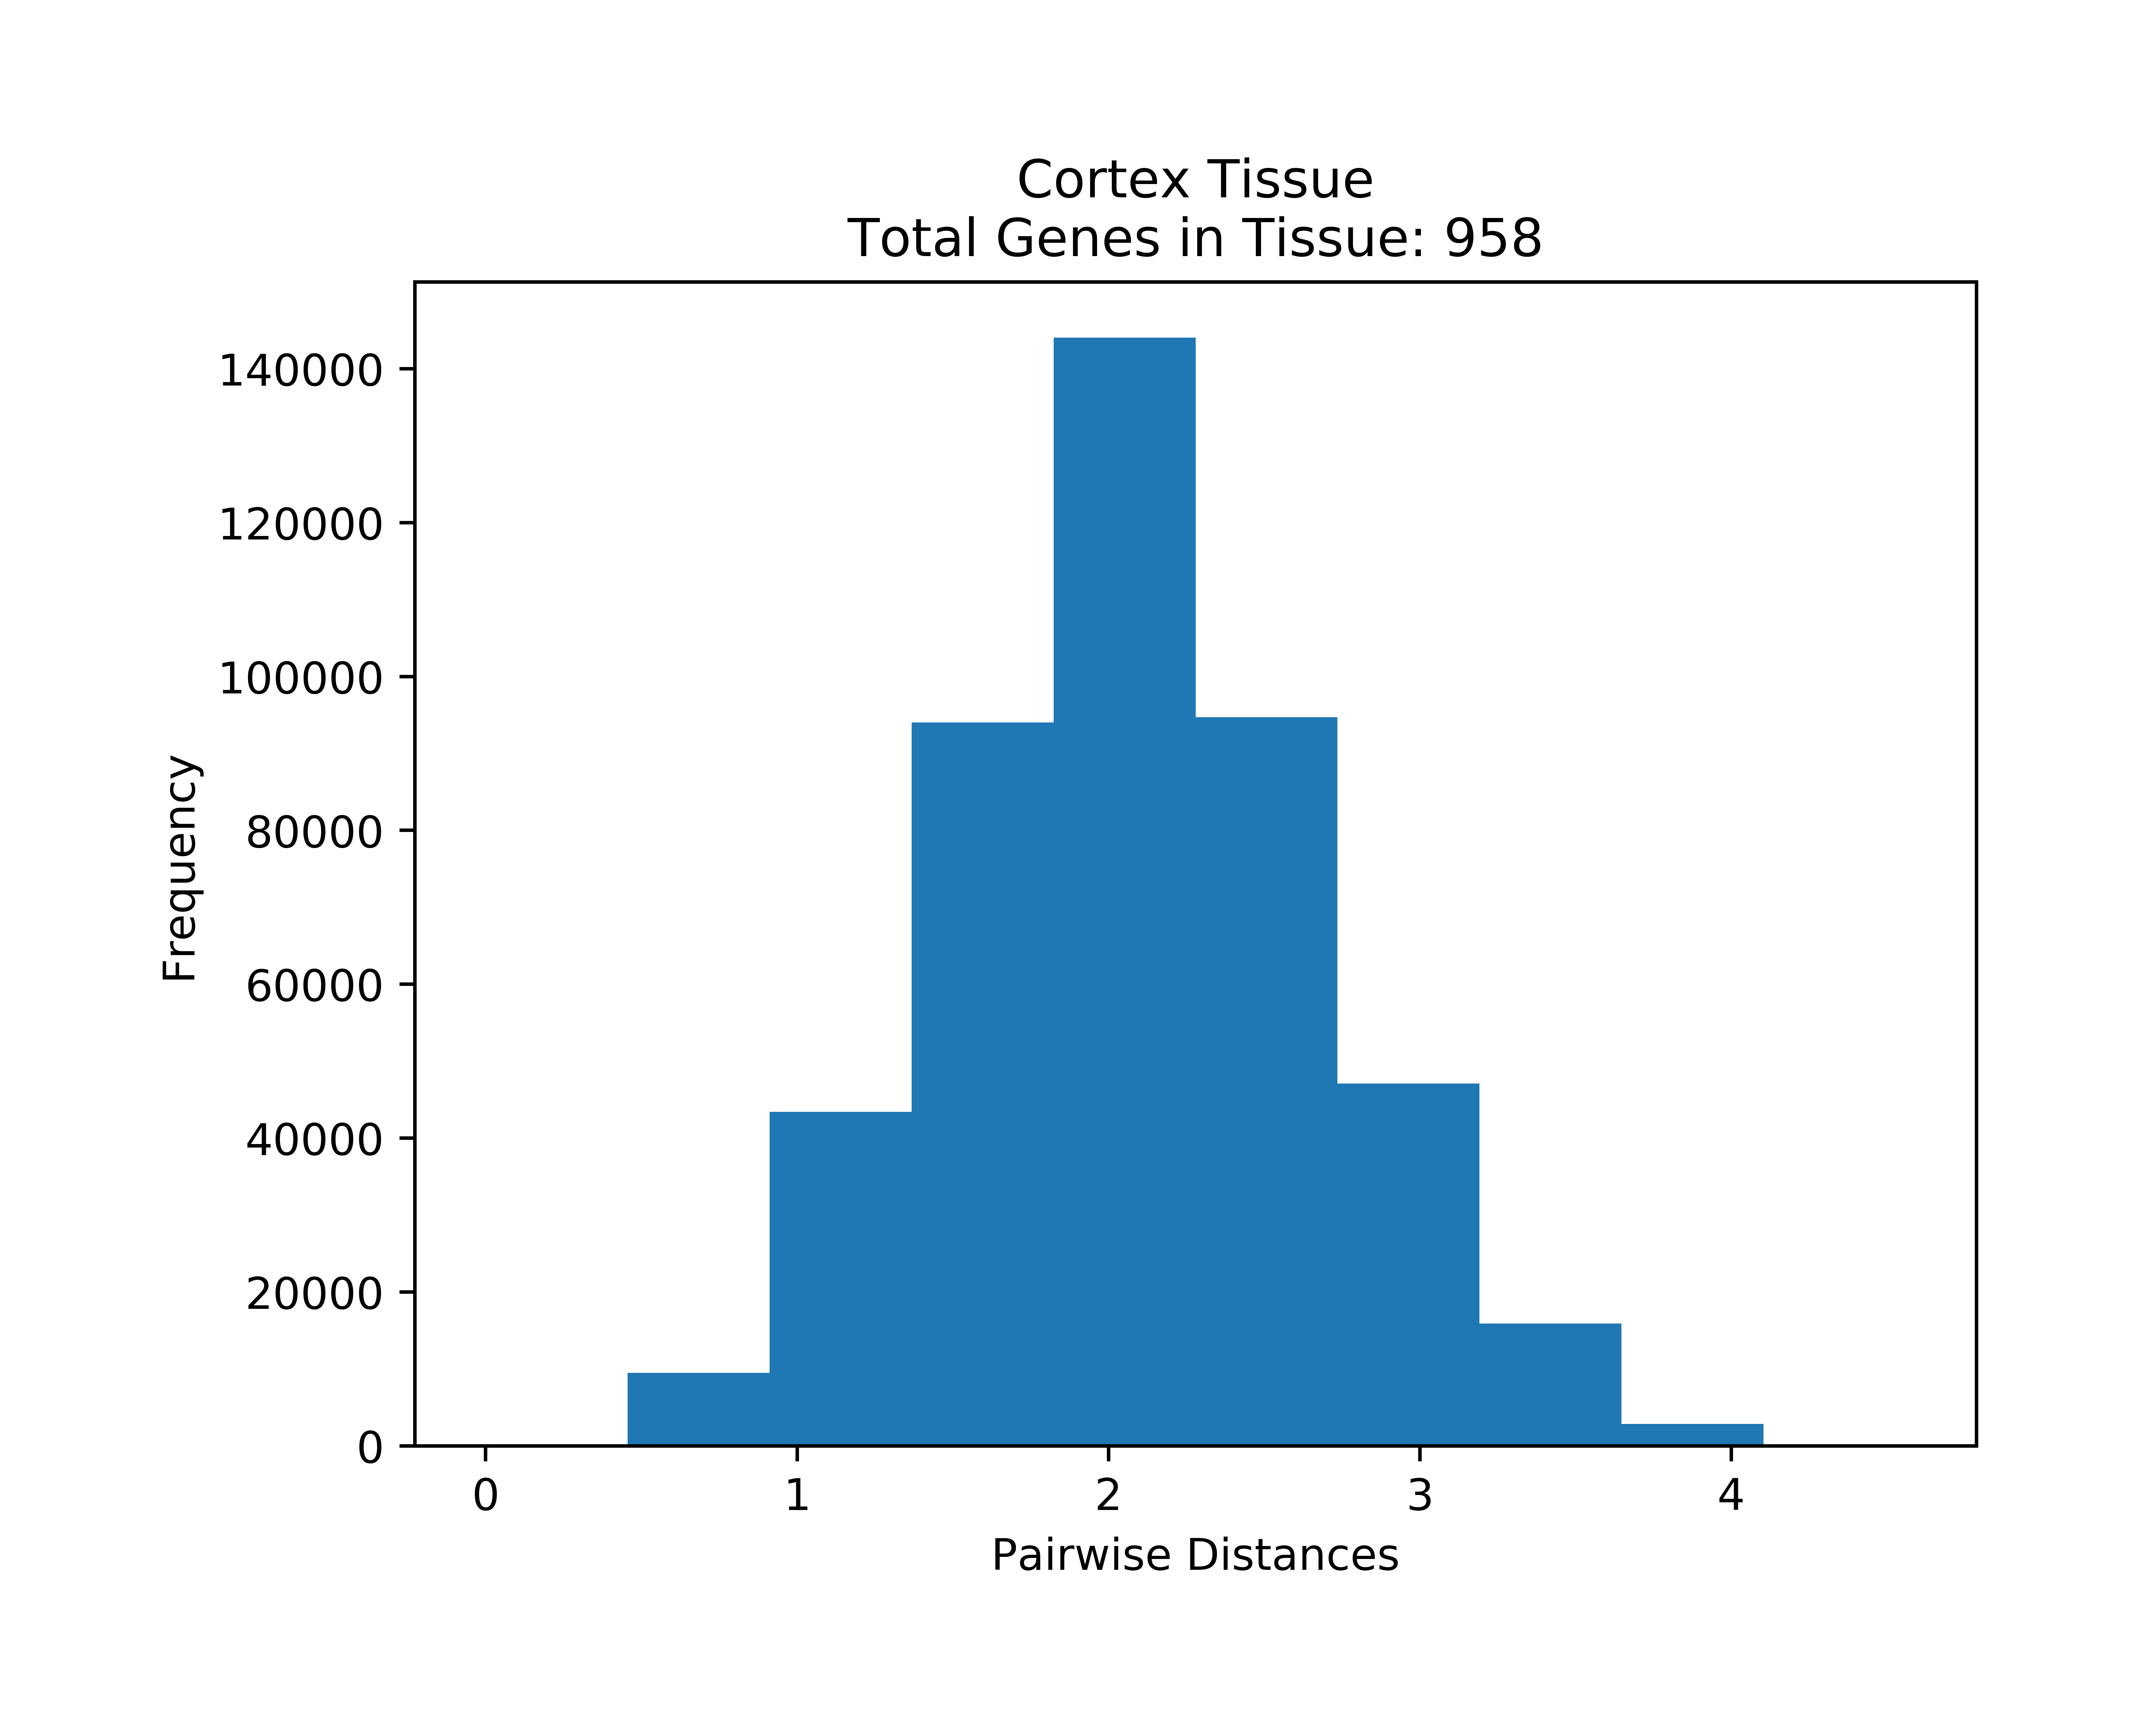 Cortex Tissue
Total Genes in Tissue: 958
140000
120000
100000
80000
60000
40000
20000
0
Frequency
0 1 2 3 4
Pairwise Distances